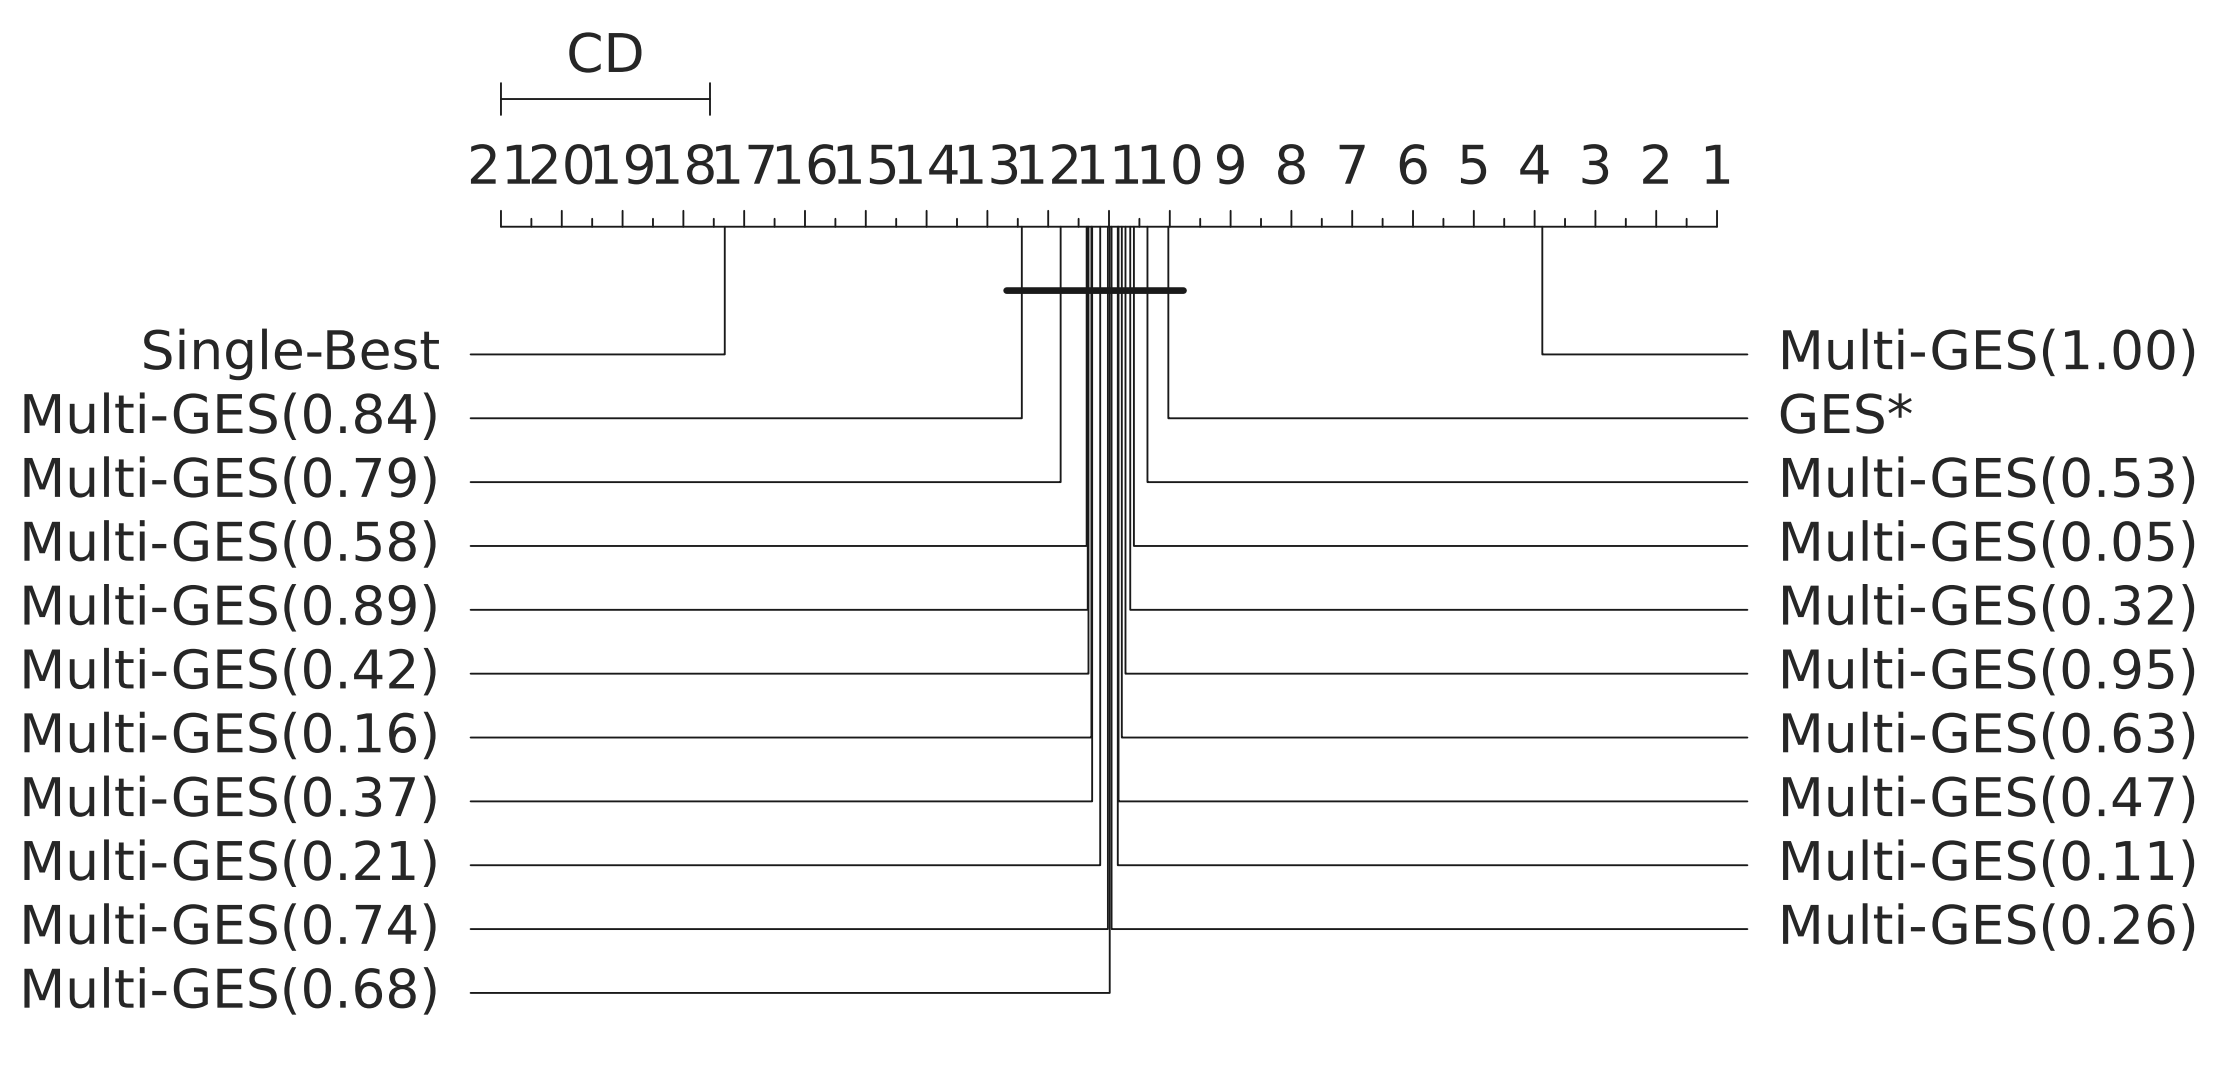 CD
21 20 19 18 17 16 15 14 13 12 11 10 9 8 7 6 5 4 3 2 1
Single-Best
Multi-GES(0.84)
Multi-GES(0.79)
Multi-GES(0.58)
Multi-GES(0.89)
Multi-GES(0.42)
Multi-GES(0.16)
Multi-GES(0.37)
Multi-GES(0.21)
Multi-GES(0.74)
Multi-GES(0.68)
Multi-GES(1.00)
GES*
Multi-GES(0.53)
Multi-GES(0.05)
Multi-GES(0.32)
Multi-GES(0.95)
Multi-GES(0.63)
Multi-GES(0.47)
Multi-GES(0.11)
Multi-GES(0.26)